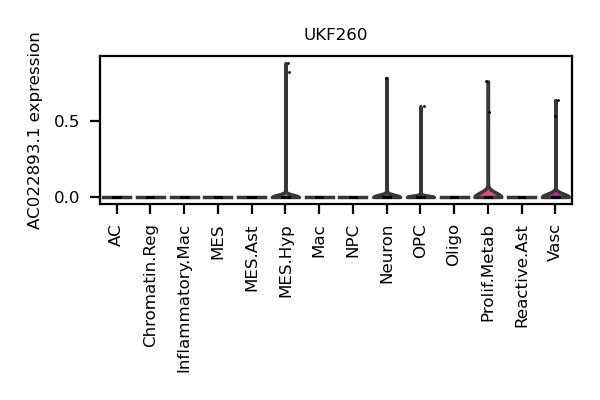 UKF260
AC022893.1 expression
0.5
0.0
AC
Chromatin.Reg
Inflammatory.Mac
MES
MES.Ast
MES.Hyp
Mac
NPC
Neuron
OPC
Oligo
Prolif.Metab
Reactive.Ast
Vasc